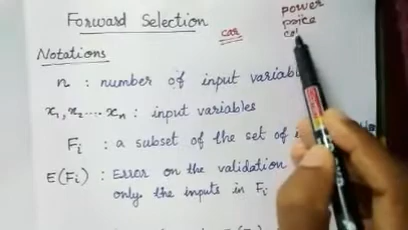 Forward Selection
car
power
price
Notations
n : number of input
x₁, x₂ .... xₙ : input variables
Fᵢ : a subset of the set of
E(Fᵢ) : Error on the validation
only the inputs in Fᵢ